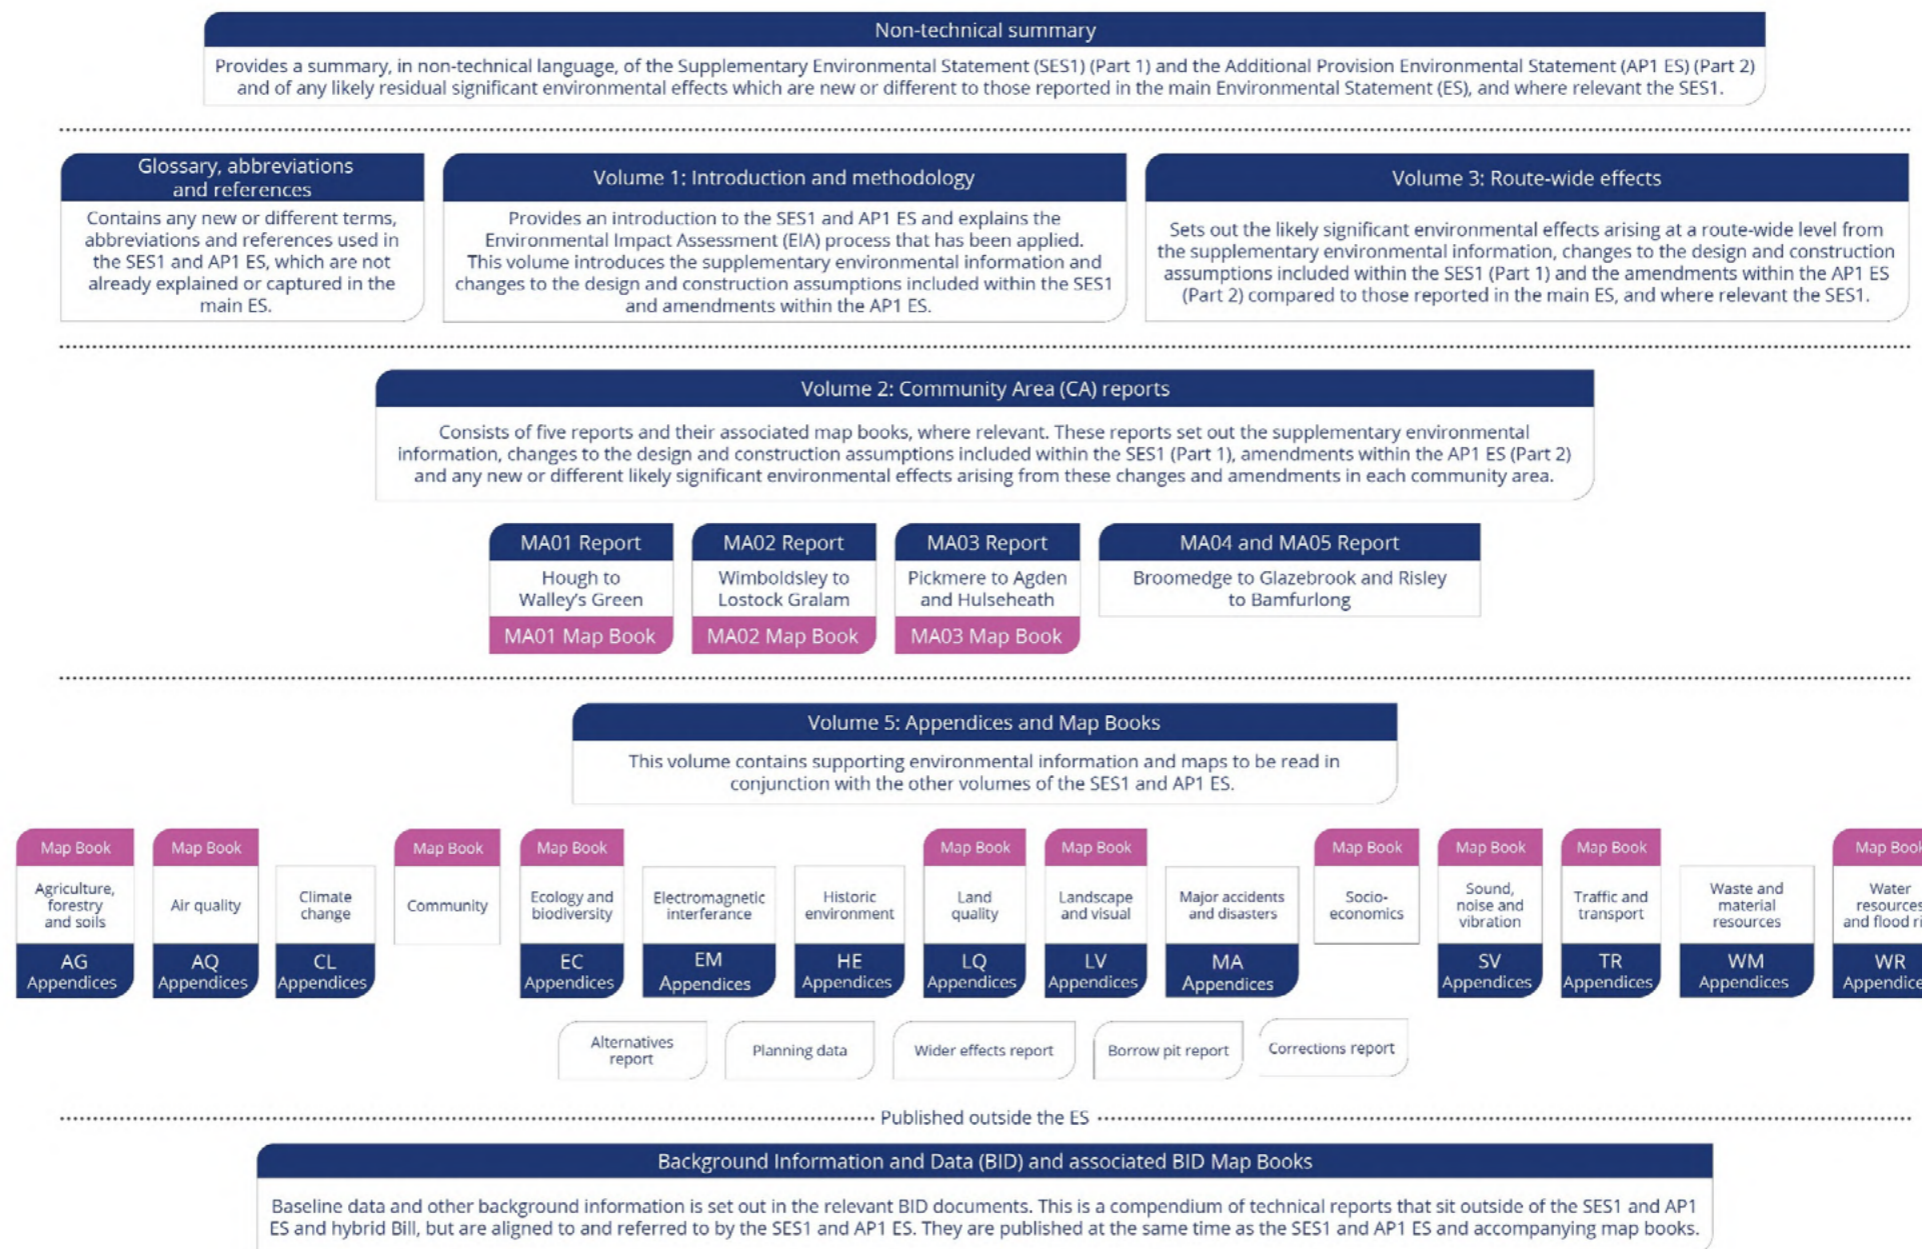 Non-technical summary
Provides a summary, in non-technical language, of the Supplementary Environmental Statement (SES1) (Part 1) and the Additional Provision Environmental Statement (AP1 ES) (Part 2)
and of any likely residual significant environmental effects which are new or different to those reported in the main Environmental Statement (ES), and where relevant the SES1.
Glossary, abbreviations
and references
Contains any new or different terms,
abbreviations and references used in
the SES1 and AP1 ES, which are not
already explained or captured in the
main ES.
Volume 1: Introduction and methodology
Provides an introduction to the SES1 and AP1 ES and explains the
Environmental Impact Assessment (EIA) process that has been applied.
This volume introduces the supplementary environmental information and
changes to the design and construction assumptions included within the SES1
and amendments within the AP1 ES.
Volume 3: Route-wide effects
Sets out the likely significant environmental effects arising at a route-wide level from
the supplementary environmental information, changes to the design and construction
assumptions included within the SES1 (Part 1) and the amendments within the AP1 ES
(Part 2) compared to those reported in the main ES, and where relevant the SES1.
Volume 2: Community Area (CA) reports
Consists of five reports and their associated map books, where relevant. These reports set out the supplementary environmental
information, changes to the design and construction assumptions included within the SES1 (Part 1), amendments within the AP1 ES (Part 2)
and any new or different likely significant environmental effects arising from these changes and amendments in each community area.
MA01 Report
Hough to
Walley's Green
MA01 Map Book
MA02 Report
Wimboldsley to
Lostock Gralam
MA02 Map Book
MA03 Report
Pickmere to Agden
and Hulseheath
MA03 Map Book
MA04 and MA05 Report
Broomedge to Glazebrook and Risley
to Bamfurlong
Volume 5: Appendices and Map Books
This volume contains supporting environmental information and maps to be read in
conjunction with the other volumes of the SES1 and AP1 ES.
Map Book
Agriculture,
forestry
and soils
AG
Appendices
Map Book
Air quality
AQ
Appendices
Climate
change
CL
Appendices
Map Book
Community
Map Book
Ecology and
biodiversity
EC
Appendices
Electromagnetic
interferance
EM
Appendices
Historic
environment
HE
Appendices
Map Book
Land
quality
LQ
Appendices
Map Book
Landscape
and visual
LV
Appendices
Major accidents
and disasters
MA
Appendices
Map Book
Socio-
economics
Map Book
Sound,
noise and
vibration
SV
Appendices
Map Book
Traffic and
transport
TR
Appendices
Waste and
material
resources
WM
Appendices
Map Book
Water
resources
and flood ri
WR
Appendice
Alternatives
report
Planning data
Wider effects report
Borrow pit report
Corrections report
Published outside the ES
Background Information and Data (BID) and associated BID Map Books
Baseline data and other background information is set out in the relevant BID documents. This is a compendium of technical reports that sit outside of the SES1 and AP1
ES and hybrid Bill, but are aligned to and referred to by the SES1 and AP1 ES. They are published at the same time as the SES1 and AP1 ES and accompanying map books.